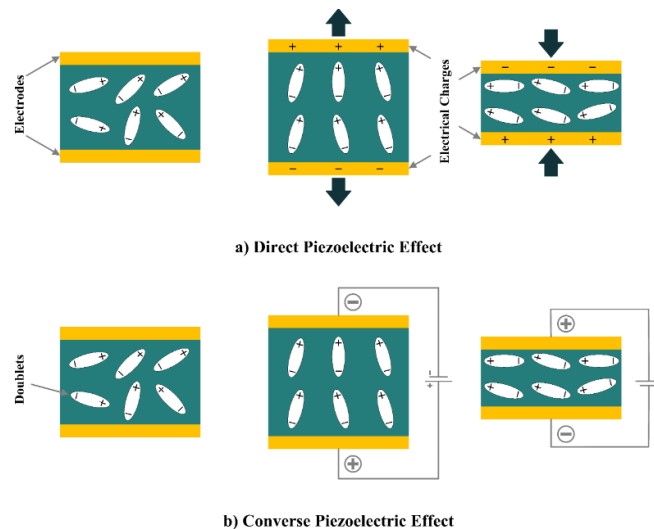 Electrodes
+ + +
- - -
Electrical Charges
- - -
+ + +
a) Direct Piezoelectric Effect
Doublets
-
+
- +
+
-
b) Converse Piezoelectric Effect